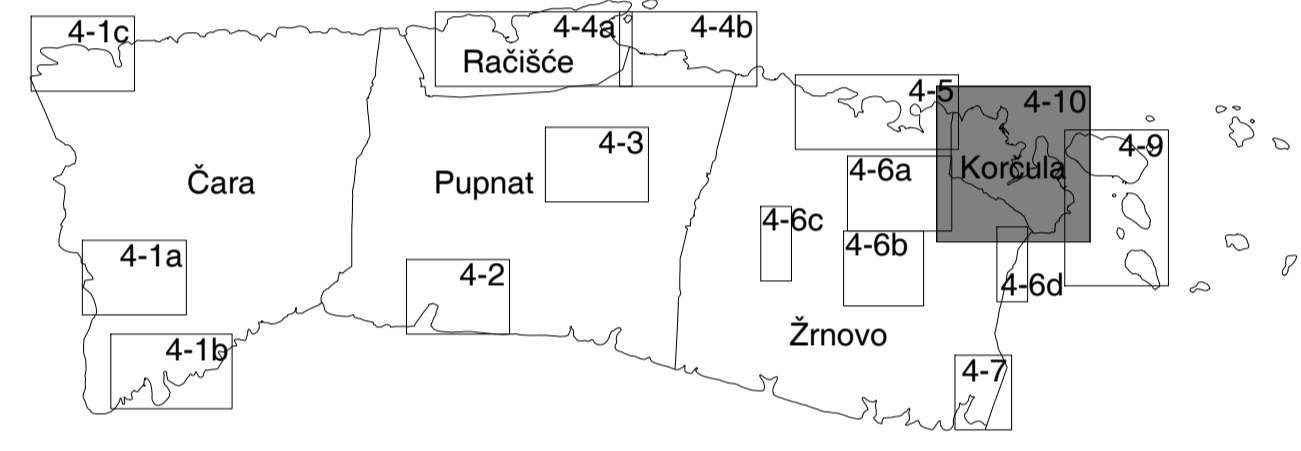 4-1c
4-4a
4-4b
Račišće
4-5
4-10
4-3
4-9
Čara
Pupnat
4-6a
Korčula
4-6c
4-1a
4-2
4-6b
4-6d
Žrnovo
4-1b
4-7